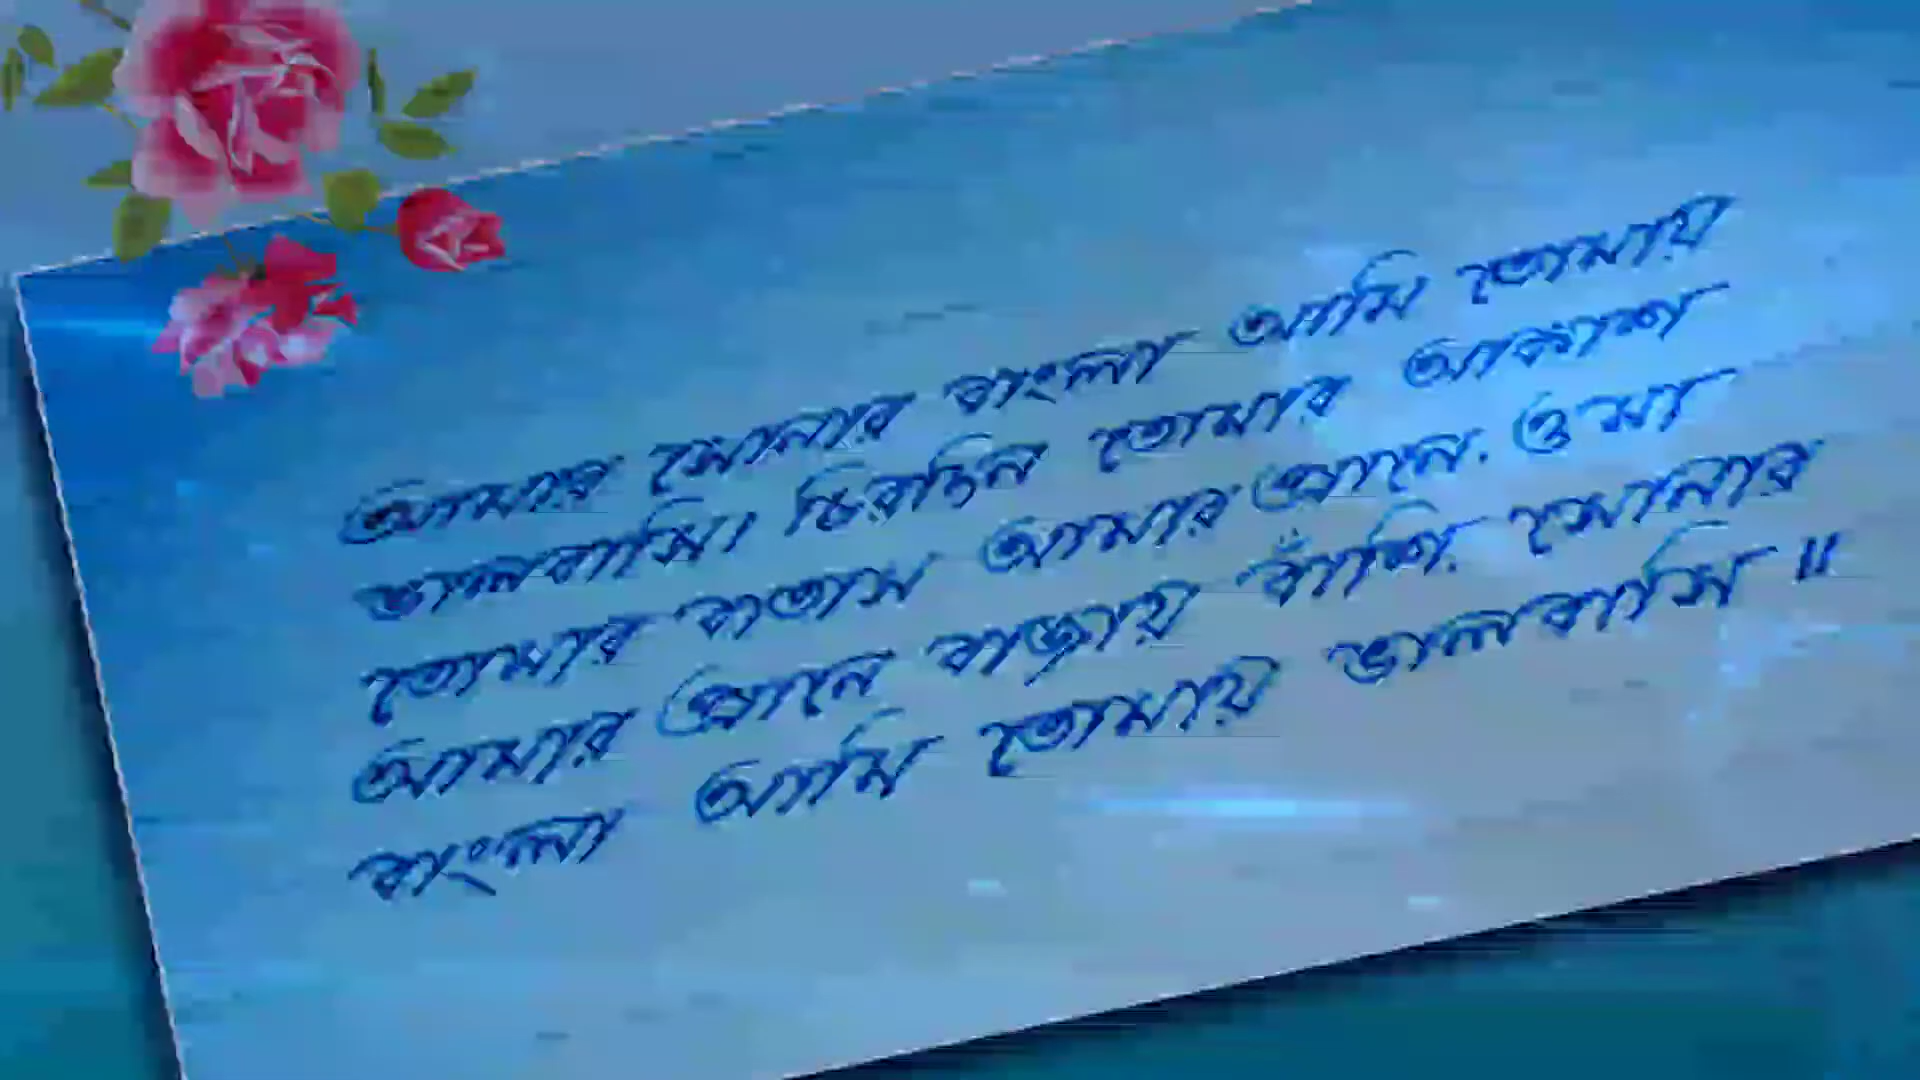 আমার সোনার বাংলা আমি তোমায়
ভালবাসি। চিরদিন তোমার আকাশ
তোমার বাতাস আমার প্রানে. ও মা
আমার প্রানে বাজায় বাঁশি. সোনার
বাংলা আমি তোমায় ভালবাসি ॥